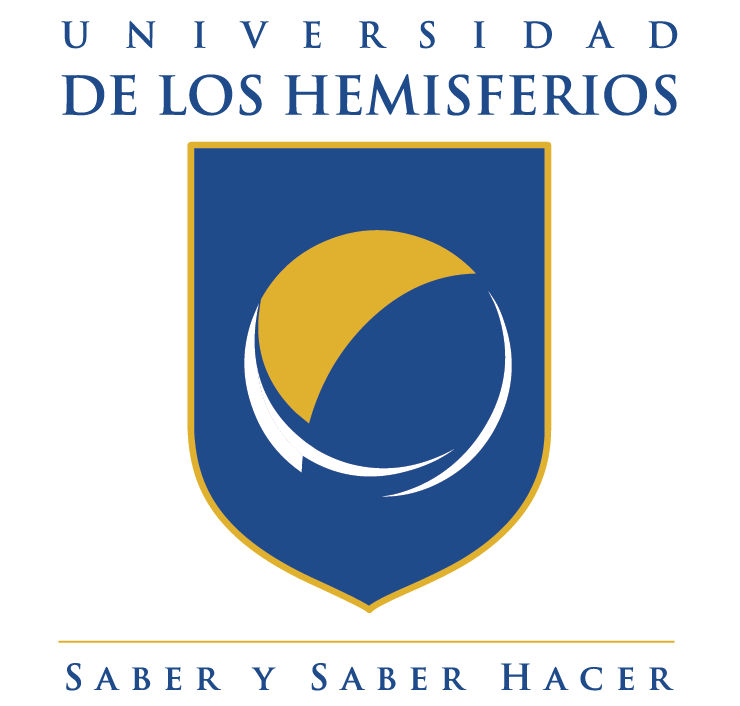 UNIVERSIDAD
DE LOS HEMISFERIOS
SABER Y SABER HACER